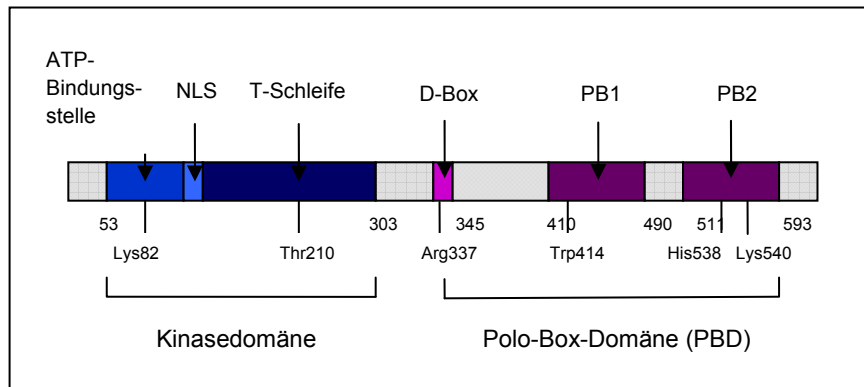 ATP-
Bindungs-
stelle
NLS
T-Schleife
D-Box
PB1
PB2
53
303
345
410
490
511
593
Lys82
Thr210
Arg337
Trp414
His538
Lys540
Kinasedomäne
Polo-Box-Domäne (PBD)